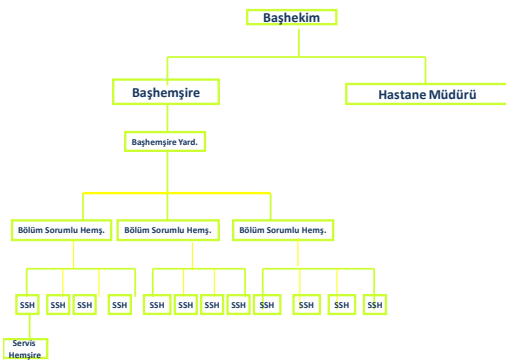 Başhekim
Başhemşire
Hastane Müdürü
Başhemşire Yard.
Bölüm Sorumlu Hemş.
Bölüm Sorumlu Hemş.
Bölüm Sorumlu Hemş.
SSH
SSH
SSH
SSH
SSH
SSH
SSH
SSH
SSH
SSH
SSH
SSH
Servis
Hemşire